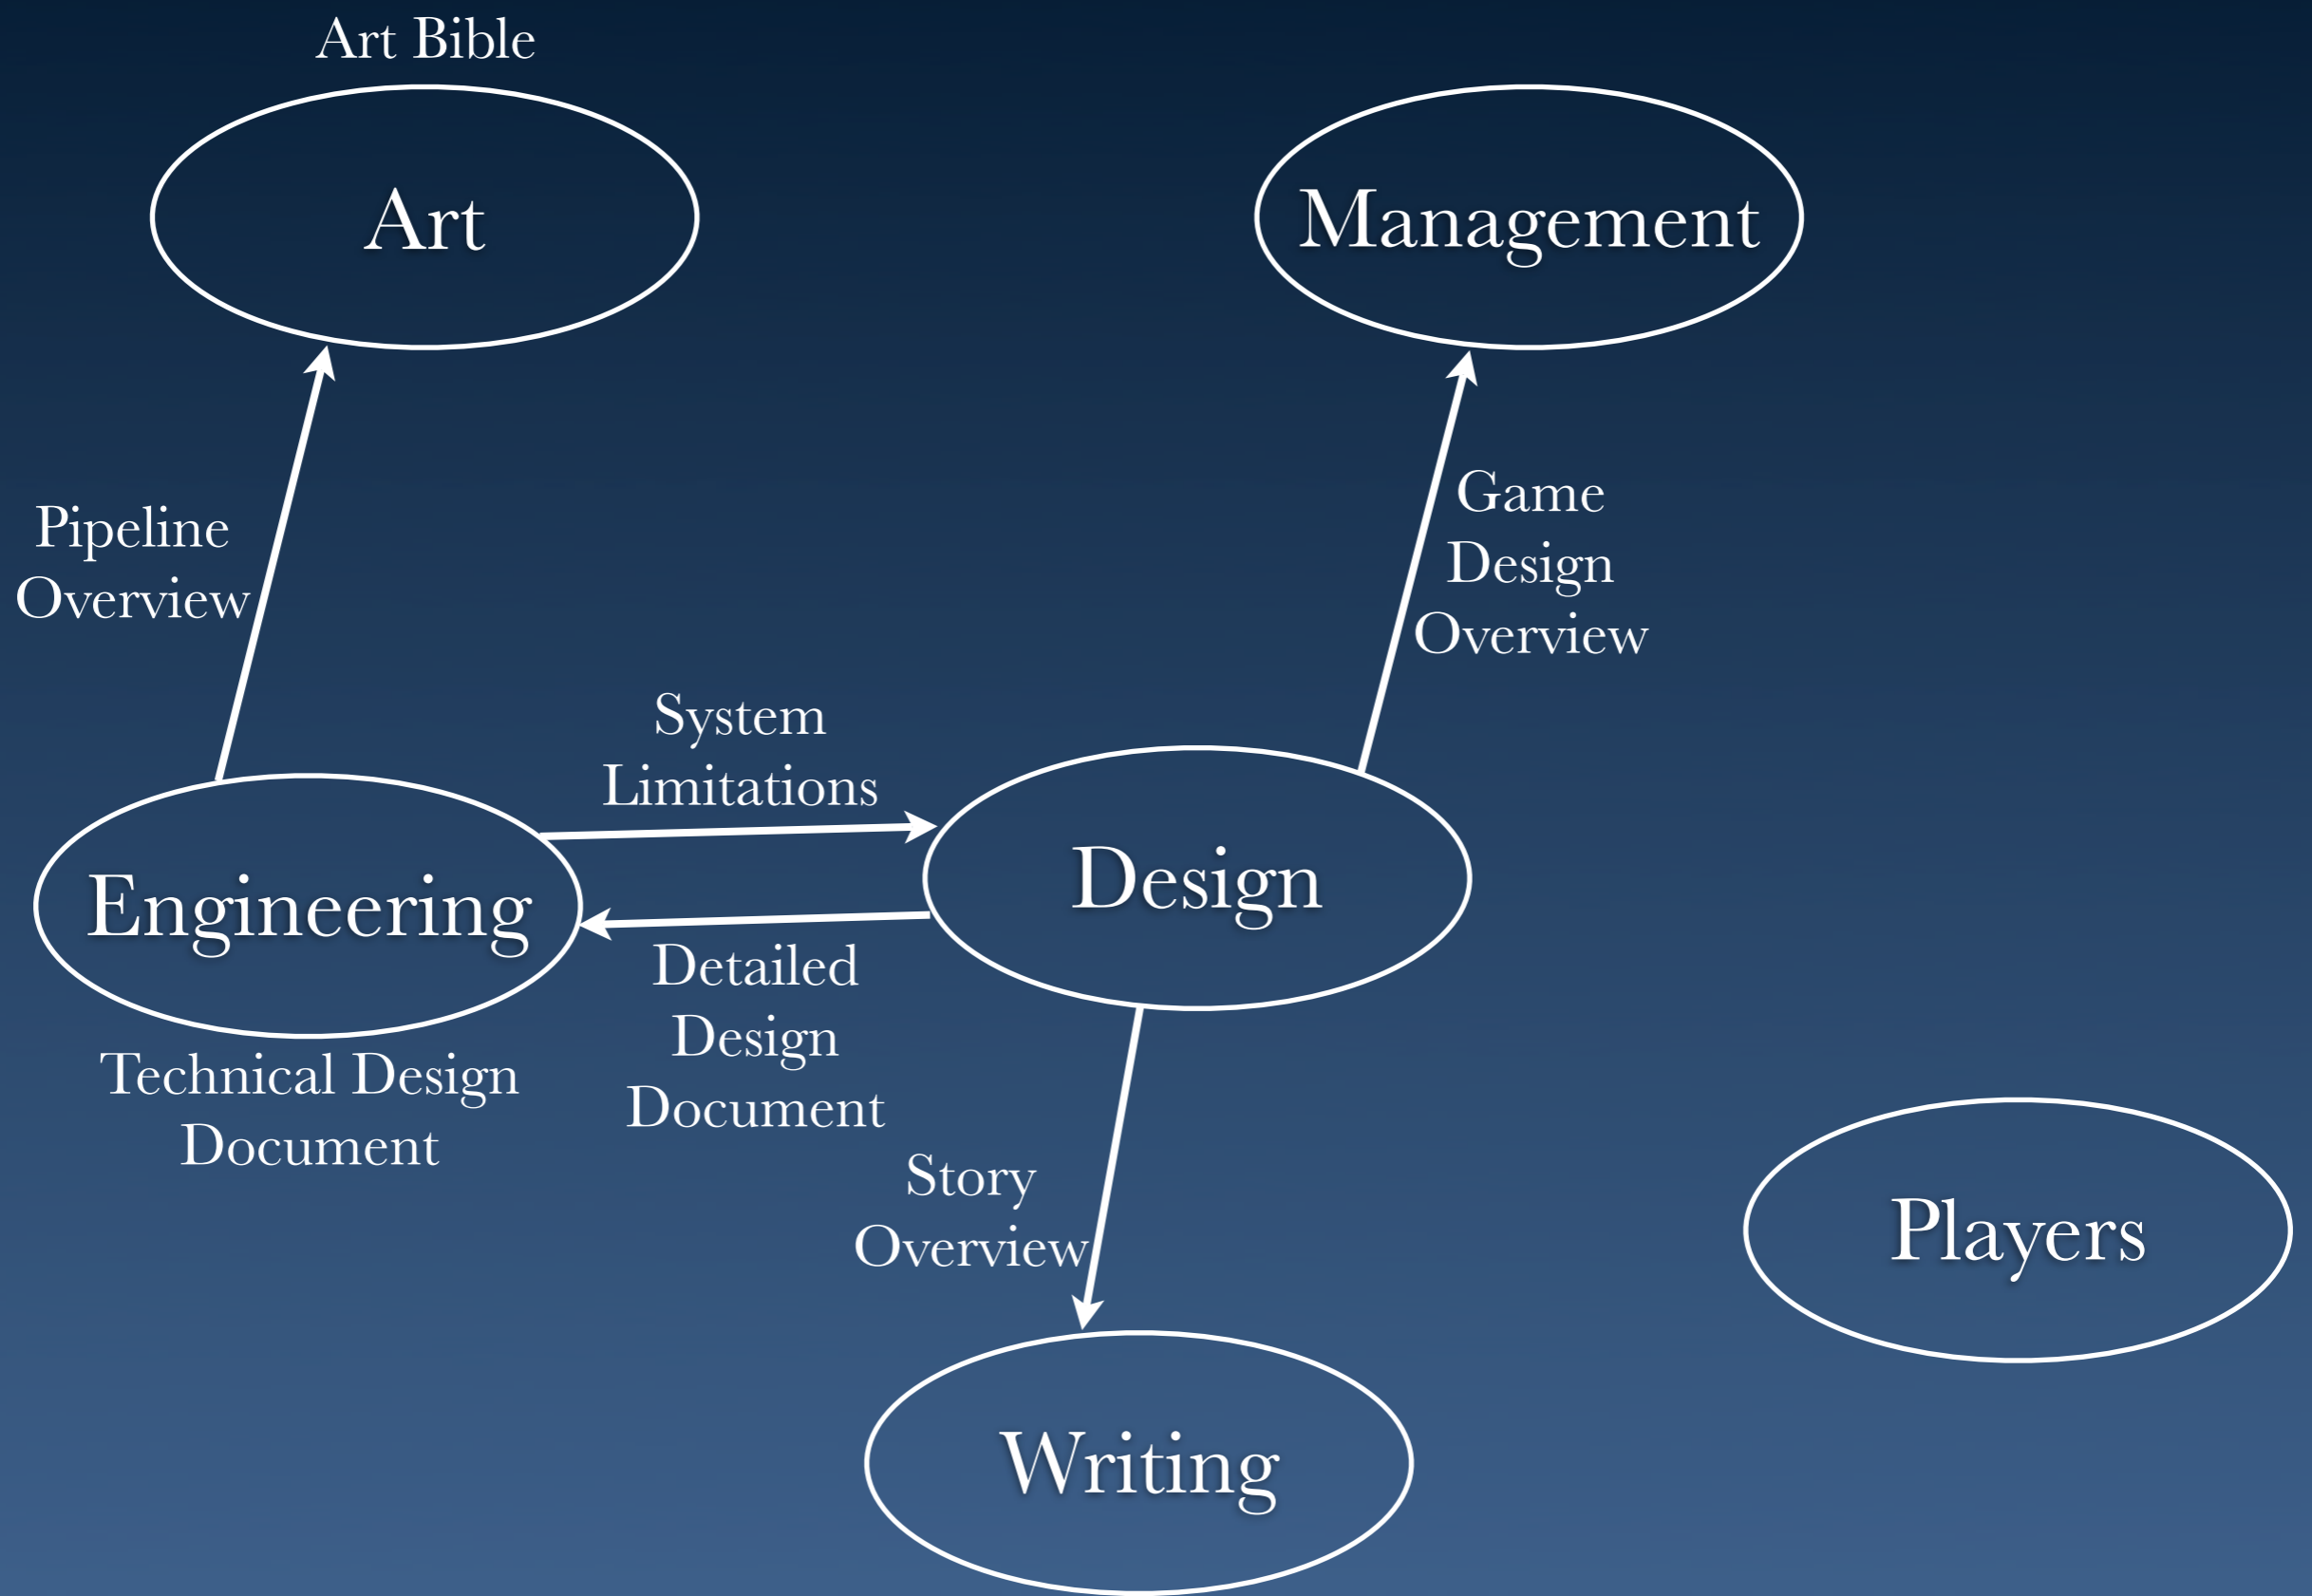 Art Bible
Art
Management
Pipeline
Overview
Game
Design
Overview
System
Limitations
Engineering
Design
Detailed
Design
Document
Technical Design
Document
Story
Overview
Players
Writing